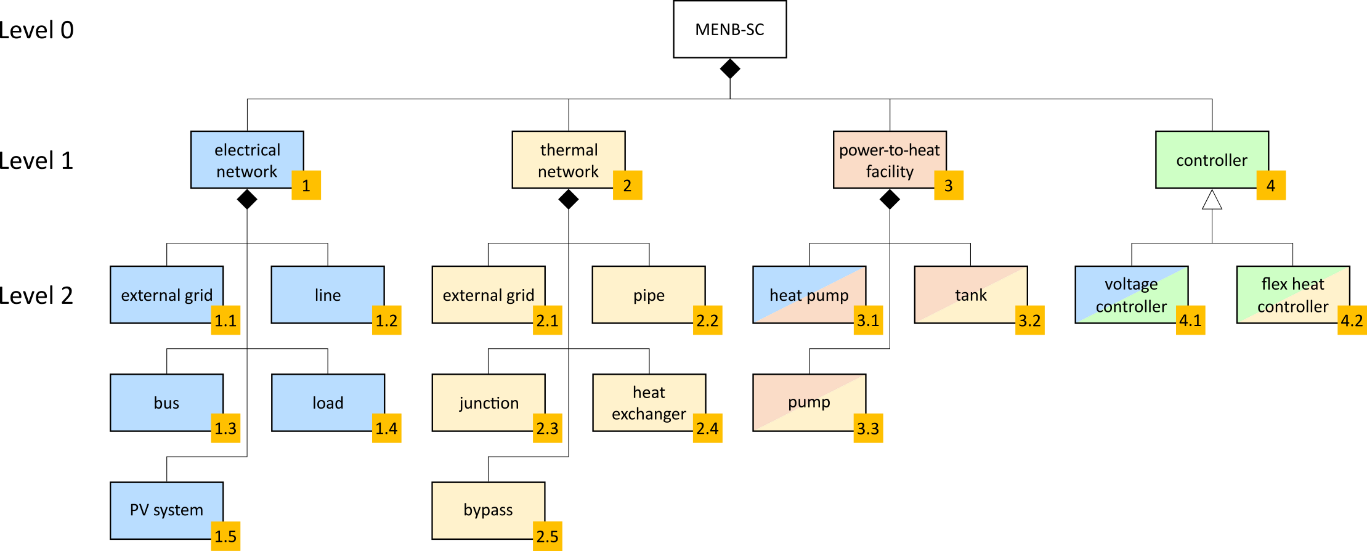 Level 0
MENB-SC
Level 1
electrical
network
1
thermal
network
2
power-to-heat
facility
3
controller
4
Level 2
external grid
1.1
line
1.2
external grid
2.1
pipe
2.2
heat pump
3.1
tank
3.2
voltage
controller
4.1
flex heat
controller
4.2
bus
1.3
load
1.4
junction
2.3
heat
exchanger
2.4
pump
3.3
PV system
1.5
bypass
2.5